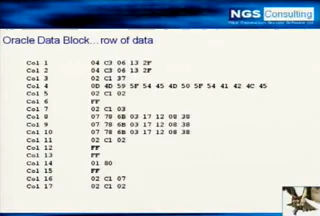 NGS Consulting
Oracle Data Block...row of data
Col 1 04 C3 06 13 2F
Col 2 04 C3 06 13 2F
Col 3 02 C1 37
Col 4 0D 4D 59 5F 54 45 4D 50 5F 54 41 42 4C 45
Col 5 02 C1 02
Col 6 FF
Col 7 02 C1 03
Col 8 07 78 6B 03 17 12 08 38
Col 9 07 78 6B 03 17 12 08 38
Col 10 07 78 6B 03 17 12 08 38
Col 11 02 C1 02
Col 12 FF
Col 13 FF
Col 14 01 80
Col 15 FF
Col 16 02 C1 07
Col 17 02 C1 02